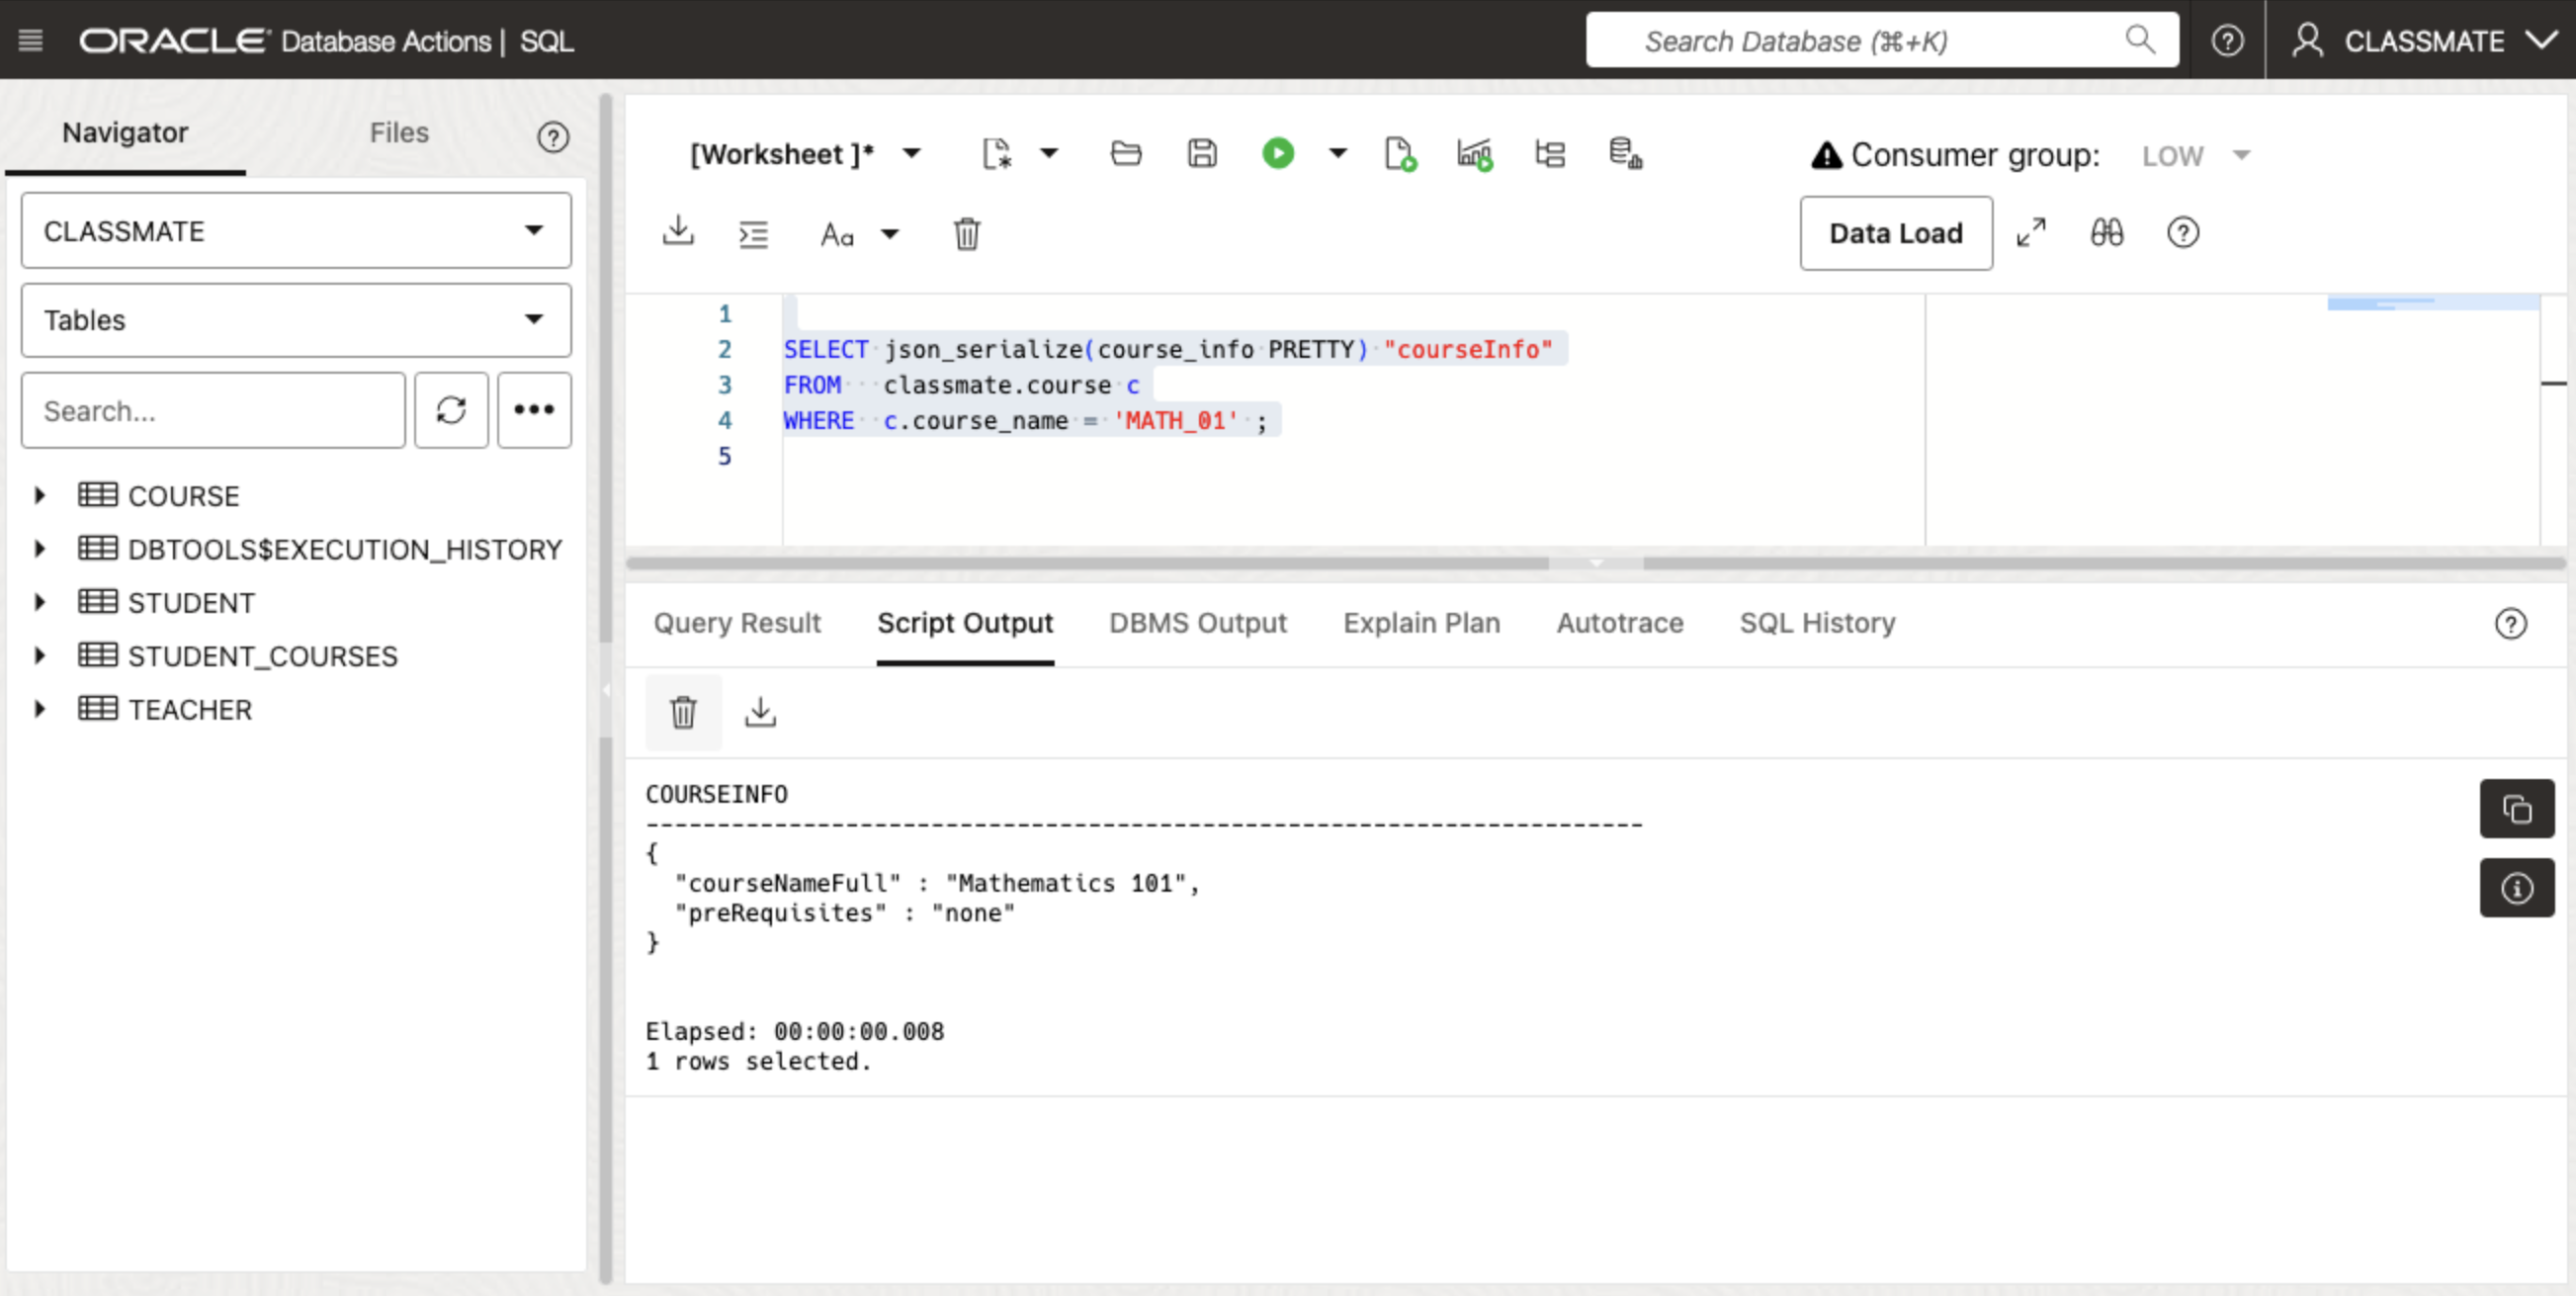 ORACLE Database Actions | SQL
Search Database (⌘+K)
CLASSMATE
Navigator
Files
CLASSMATE
Tables
Search...
COURSE
DBTOOLS$EXECUTION_HISTORY
STUDENT
STUDENT_COURSES
TEACHER
[Worksheet ]*
Consumer group: LOW
Aa
Data Load
1
2 SELECT json_serialize(course_info PRETTY) "courseInfo"
3 FROM   classmate.course c
4 WHERE  c.course_name = 'MATH_01' ;
5
Query Result
Script Output
DBMS Output
Explain Plan
Autotrace
SQL History
COURSEINFO
----------------------------------------------------------------------
{
  "courseNameFull" : "Mathematics 101",
  "preRequisites" : "none"
}
Elapsed: 00:00:00.008
1 rows selected.